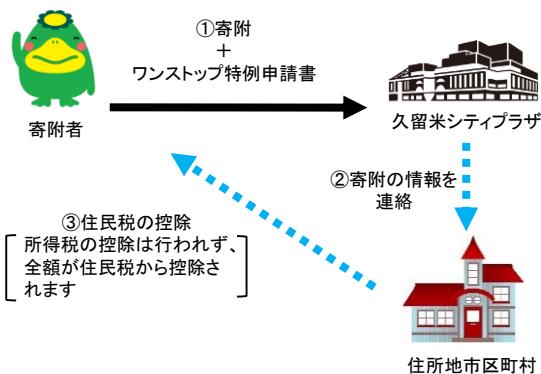 ①寄附
＋
ワンストップ特例申請書
寄附者
久留米シティプラザ
②寄附の情報を
連絡
③住民税の控除
所得税の控除は行われず、
全額が住民税から控除さ
れます
住所地市区町村